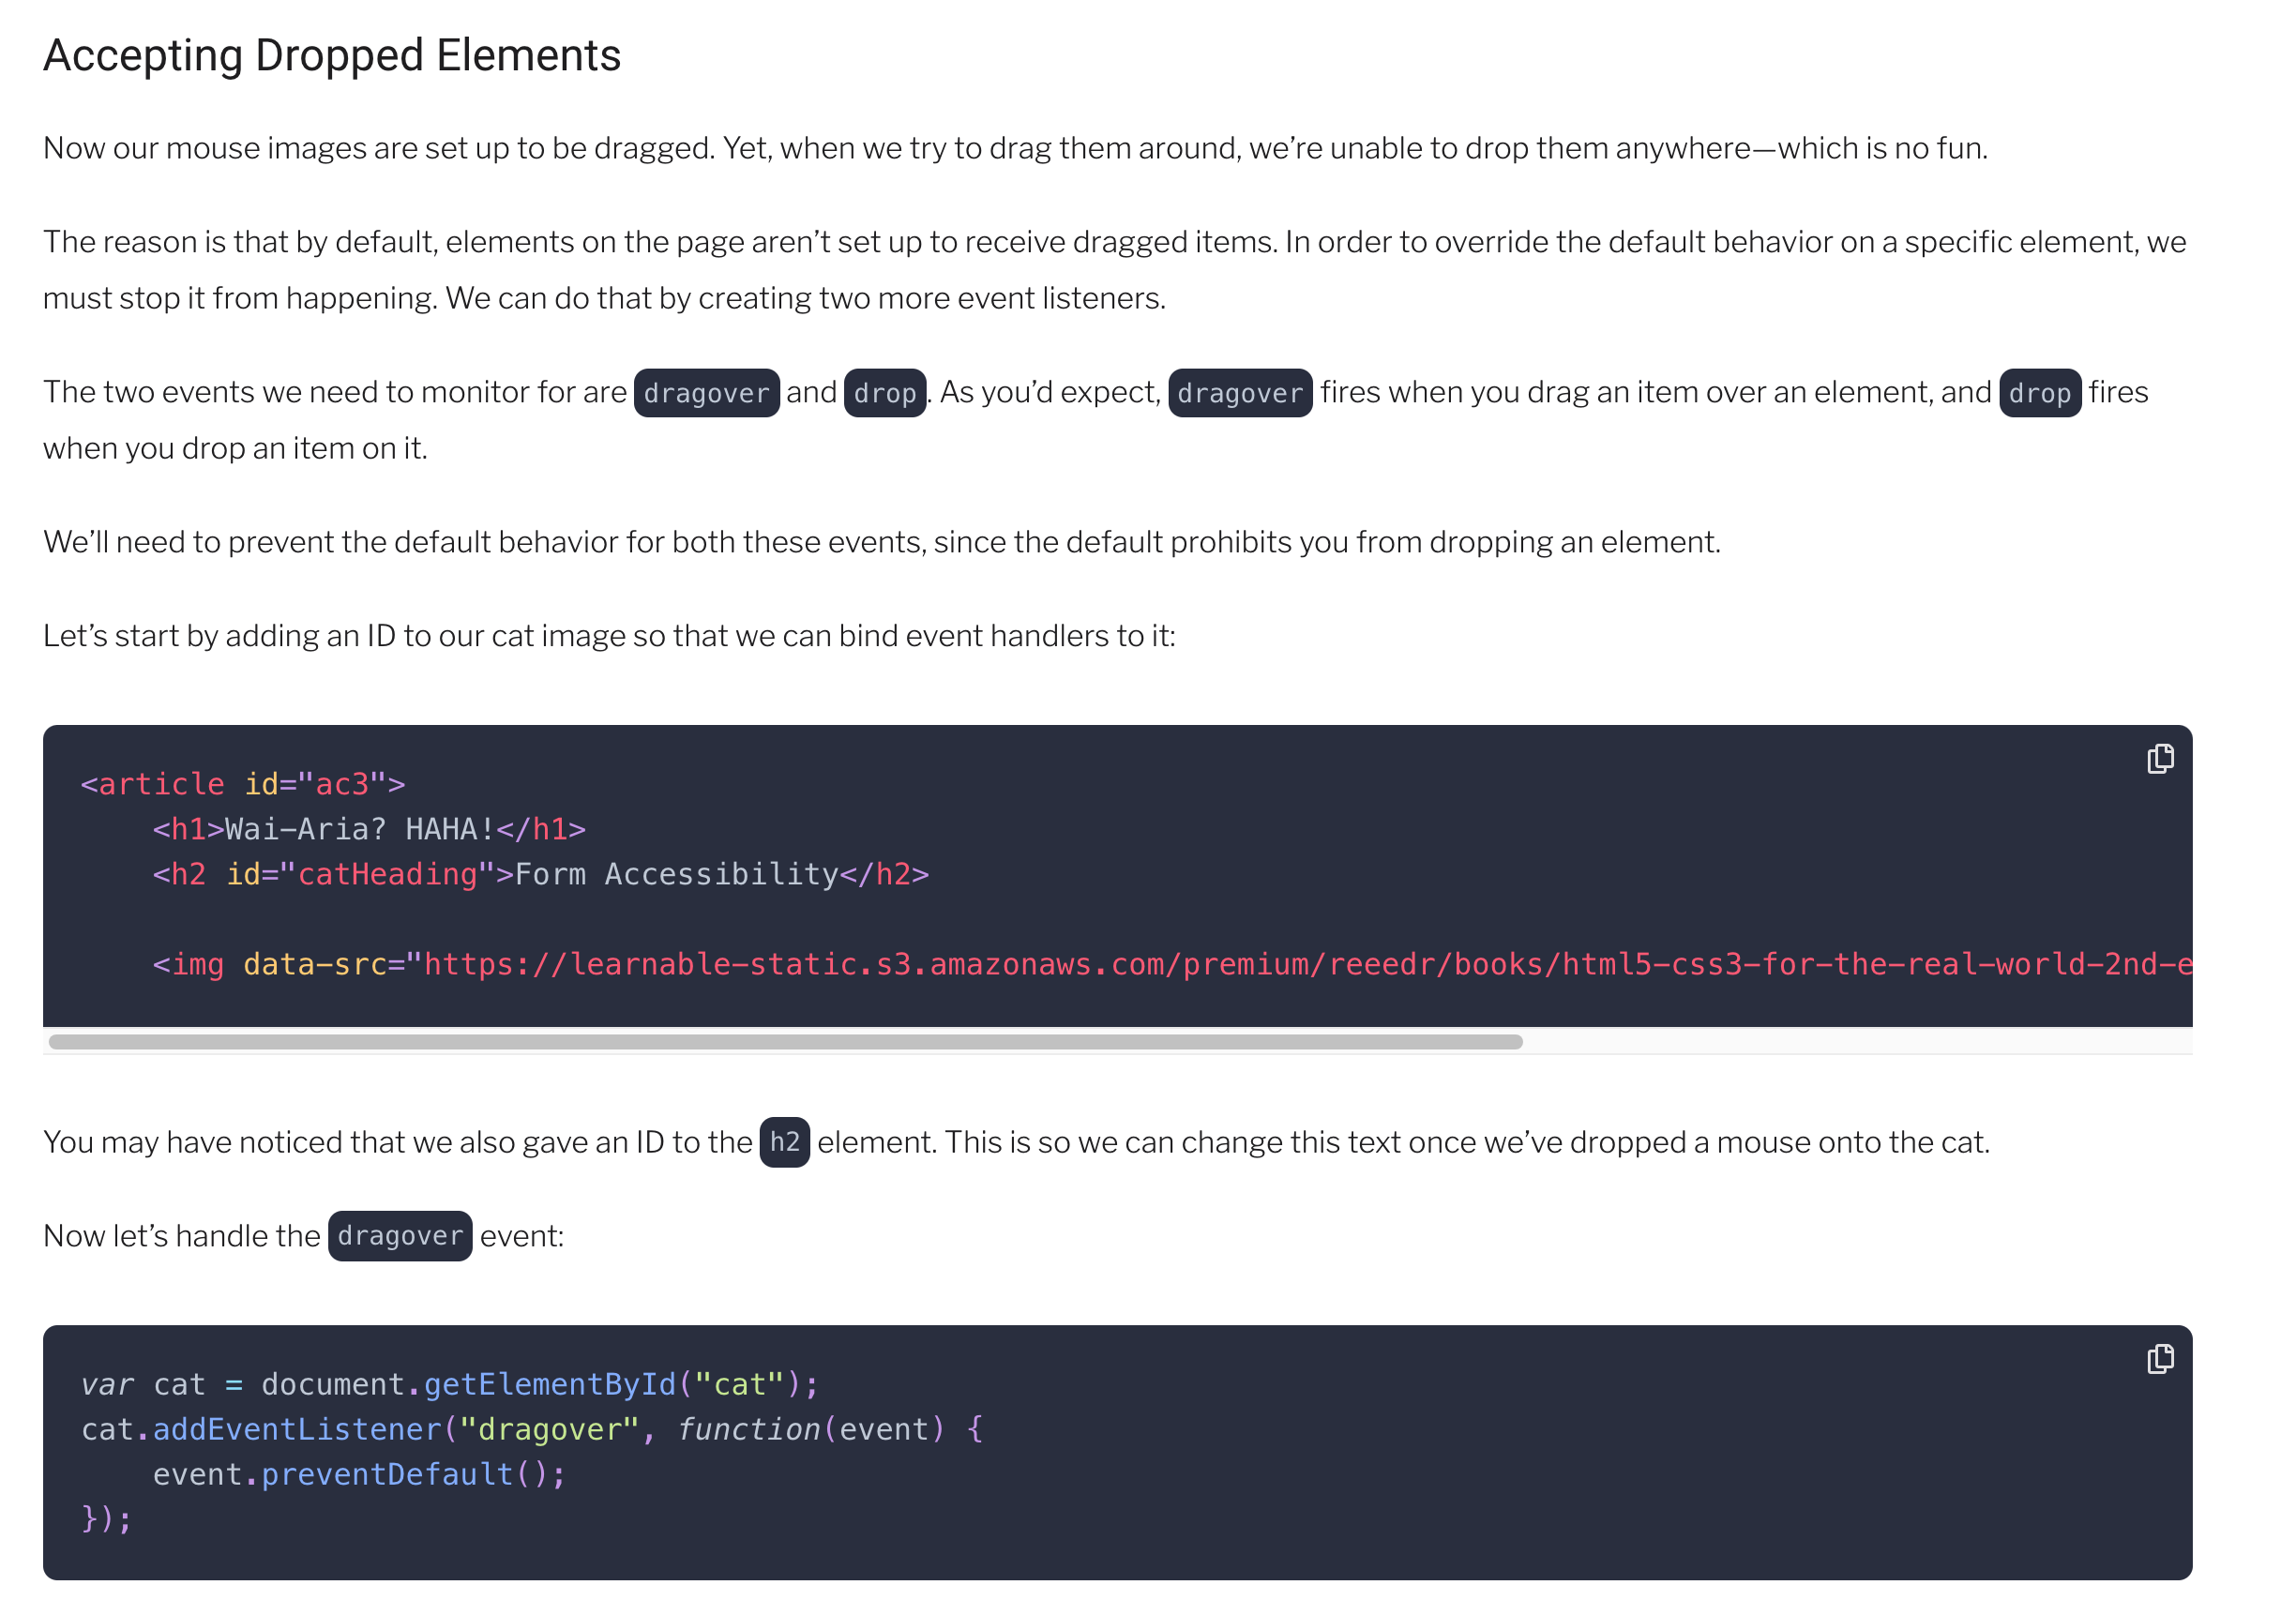 Accepting Dropped Elements
Now our mouse images are set up to be dragged. Yet, when we try to drag them around, we’re unable to drop them anywhere—which is no fun.
The reason is that by default, elements on the page aren’t set up to receive dragged items. In order to override the default behavior on a specific element, we
must stop it from happening. We can do that by creating two more event listeners.
The two events we need to monitor for are dragover and drop. As you’d expect, dragover fires when you drag an item over an element, and drop fires
when you drop an item on it.
We’ll need to prevent the default behavior for both these events, since the default prohibits you from dropping an element.
Let’s start by adding an ID to our cat image so that we can bind event handlers to it:
<article id="ac3">
    <h1>Wai-Aria? HAHA!</h1>
    <h2 id="catHeading">Form Accessibility</h2>
    <img data-src="https://learnable-static.s3.amazonaws.com/premium/reeedr/books/html5-css3-for-the-real-world-2nd-e
You may have noticed that we also gave an ID to the h2 element. This is so we can change this text once we’ve dropped a mouse onto the cat.
Now let’s handle the dragover event:
var cat = document.getElementById("cat");
cat.addEventListener("dragover", function(event) {
    event.preventDefault();
});